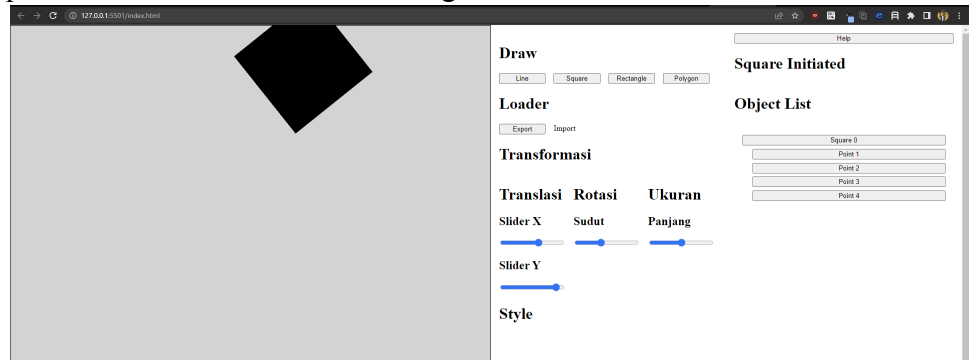 127.0.0.1:5501/index.html
Draw
Line Square Rectangle Polygon
Loader
Export Import
Transformasi
Translasi Rotasi Ukuran
Slider X Sudut Panjang
Slider Y
Style
Help
Square Initiated
Object List
Square 0
Point 1
Point 2
Point 3
Point 4